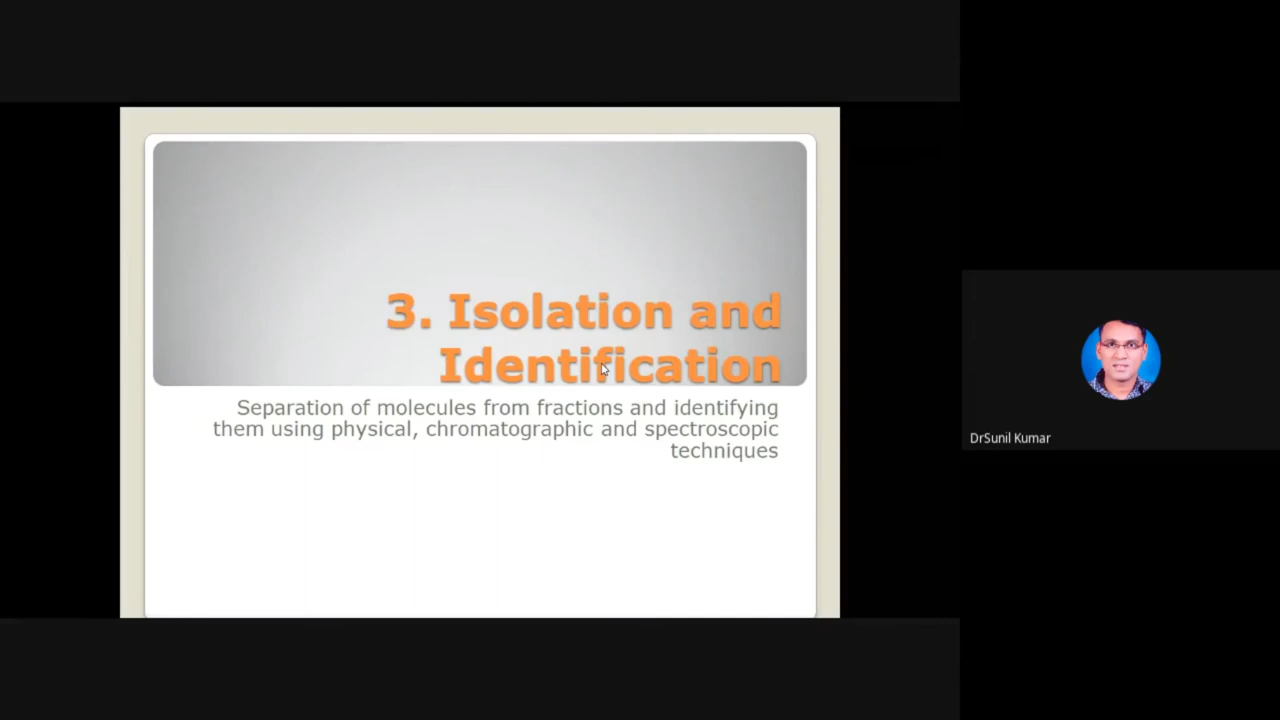 3. Isolation and
Identification
Separation of molecules from fractions and identifying
them using physical, chromatographic and spectroscopic
techniques
DrSunil Kumar